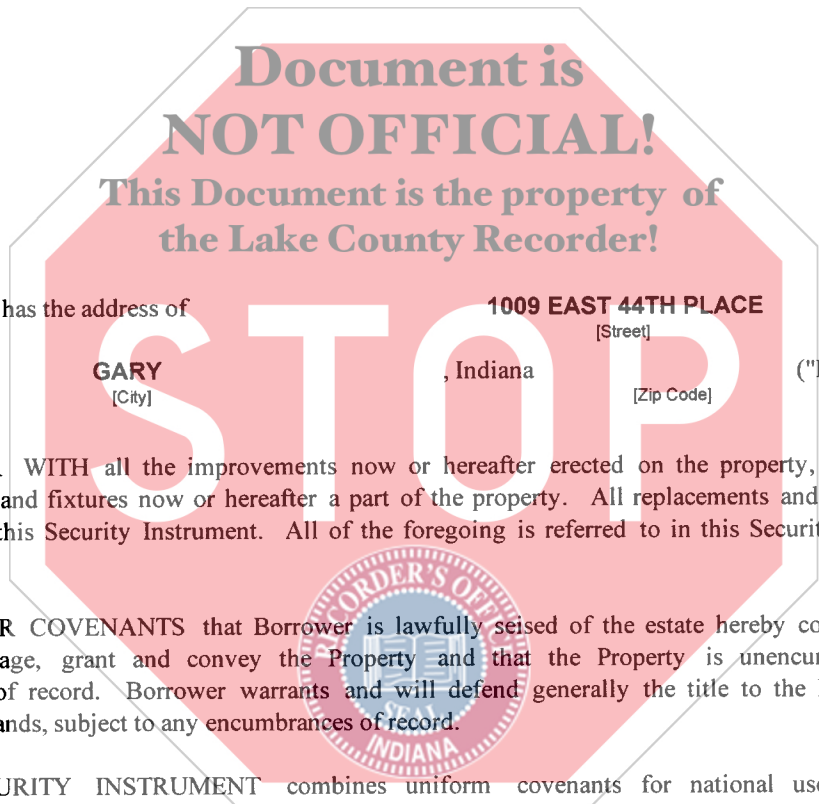 Document is
NOT OFFICIAL!
This Document is the property of
the Lake County Recorder!
has the address of 1009 EAST 44TH PLACE
[Street]
GARY , Indiana ("
[City] [Zip Code]
STOP
WITH all the improvements now or hereafter erected on the property,
and fixtures now or hereafter a part of the property. All replacements and
this Security Instrument. All of the foregoing is referred to in this Securit
RECORDER'S OFFICE
R COVENANTS that Borrower is lawfully seised of the estate hereby co
age, grant and convey the Property and that the Property is unencur
of record. Borrower warrants and will defend generally the title to the
ands, subject to any encumbrances of record.
SEAL
INDIANA
URITY INSTRUMENT combines uniform covenants for national use